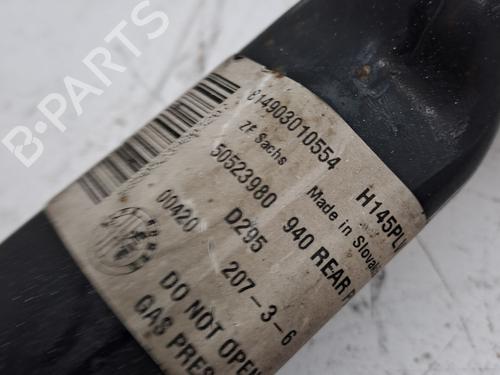 814903010554 H145PL
ZF Sachs Made in Slovak
50523980 940 REAR
D295
00420 207-3-6
DO NOT OPEN
GAS PRES
B-PARTS